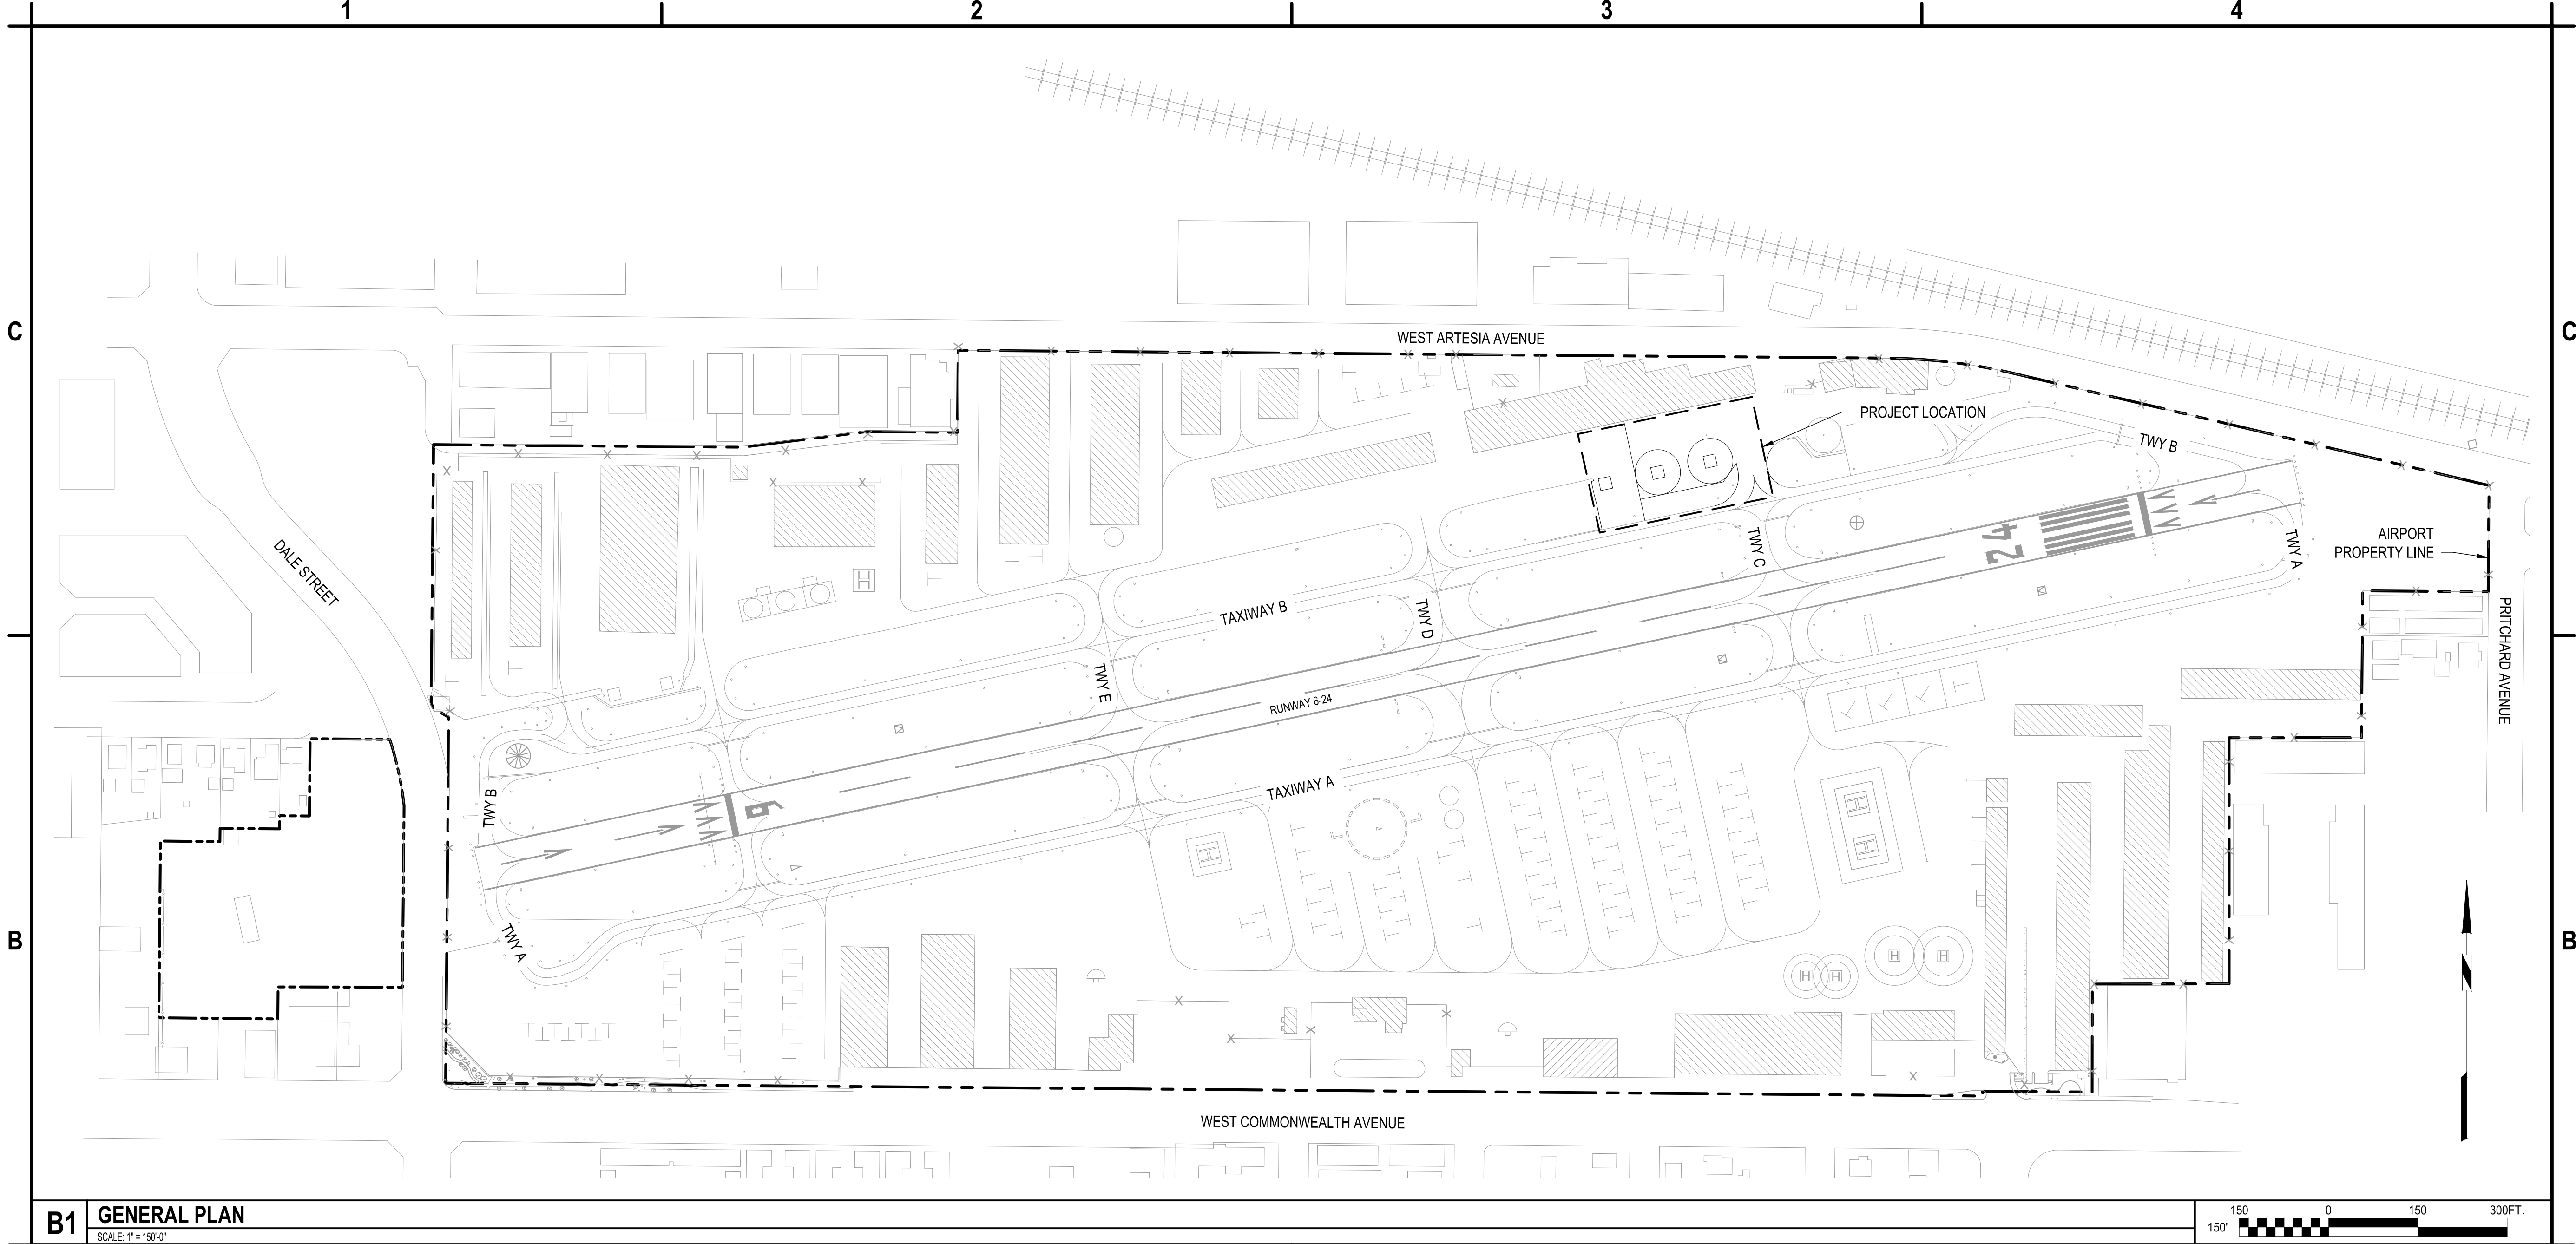 1
2
3
4
C
C
WEST ARTESIA AVENUE
PROJECT LOCATION
TWY B
24
TWY C
TWY A
AIRPORT
PROPERTY LINE
DALE STREET
H
TAXIWAY B
TWY D
PRITCHARD AVENUE
TWY E
RUNWAY 6-24
TAXIWAY A
TWY B
6
H
H
H
TWY A
B
B
H
H
H
H
N
WEST COMMONWEALTH AVENUE
B1
GENERAL PLAN
SCALE: 1" = 150'-0"
150'
150
0
150
300FT.